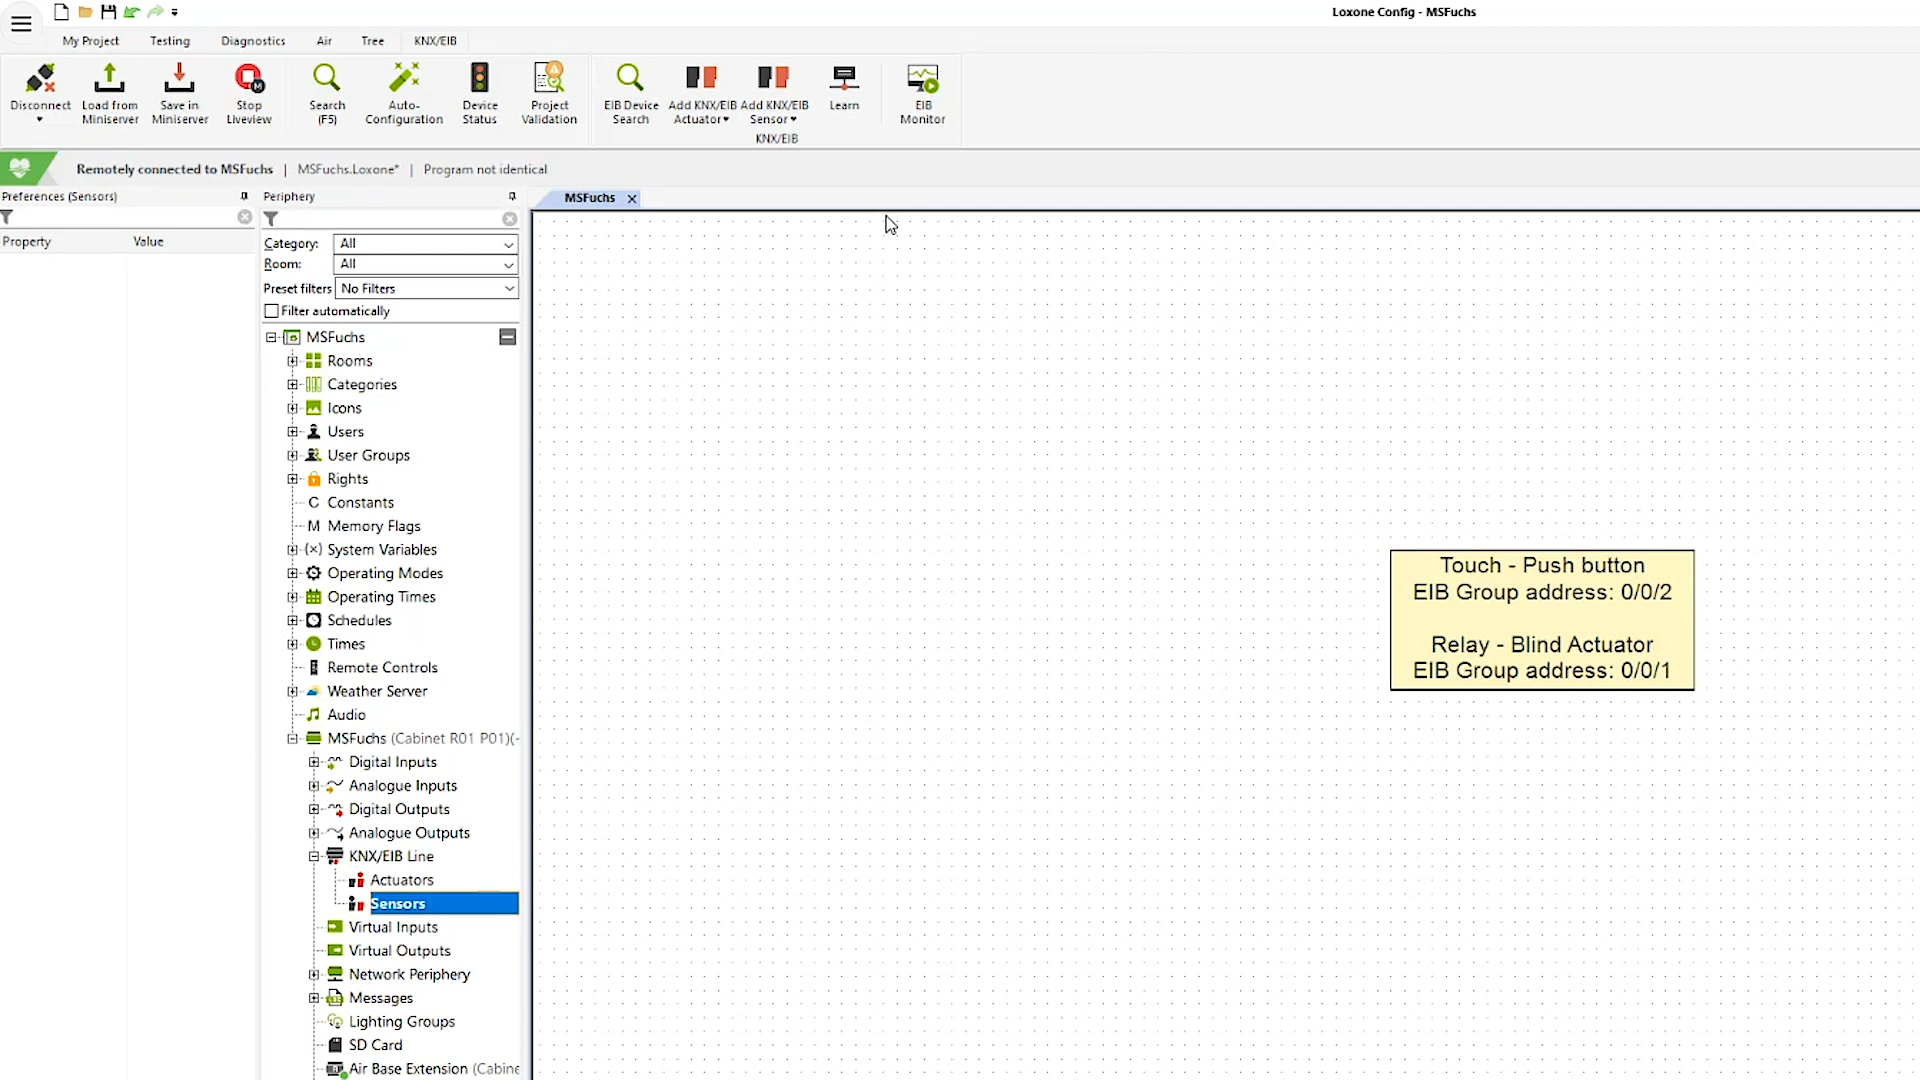 Loxone Config - MSFuchs
My Project
Testing
Diagnostics
Air
Tree
KNX/EIB
Disconnect
Load from
Miniserver
Save in
Miniserver
Stop
Liveview
Search
(F5)
Auto-
Configuration
Device
Status
Project
Validation
EIB Device
Search
Add KNX/EIB
Actuator
Add KNX/EIB
Sensor
Learn
EIB
Monitor
KNX/EIB
Remotely connected to MSFuchs | MSFuchs.Loxone* | Program not identical
Preferences (Sensors)
Property
Value
Periphery
Category: All
Room: All
Preset filters No Filters
Filter automatically
MSFuchs
Rooms
Categories
Icons
Users
User Groups
Rights
C Constants
M Memory Flags
(×) System Variables
Operating Modes
Operating Times
Schedules
Times
Remote Controls
Weather Server
Audio
MSFuchs (Cabinet R01 P01)(-
Digital Inputs
Analogue Inputs
Digital Outputs
Analogue Outputs
KNX/EIB Line
Actuators
Sensors
Virtual Inputs
Virtual Outputs
Network Periphery
Messages
Lighting Groups
SD Card
Air Base Extension (Cabine
MSFuchs
Touch - Push button
EIB Group address: 0/0/2
Relay - Blind Actuator
EIB Group address: 0/0/1